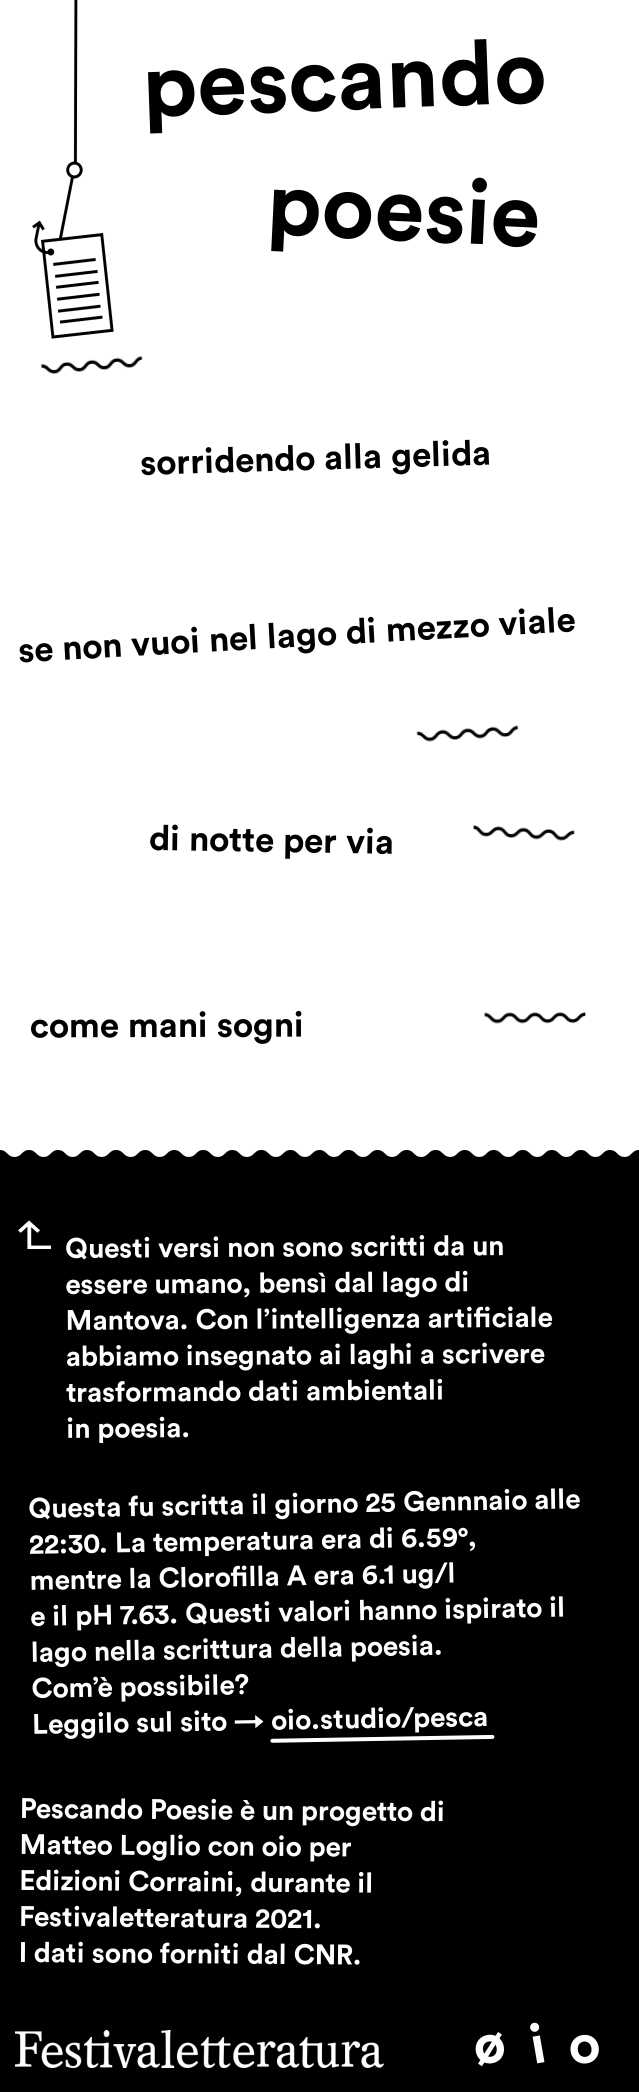 pescando
poesie
sorridendo alla gelida
se non vuoi nel lago di mezzo viale
di notte per via
come mani sogni
Questi versi non sono scritti da un
essere umano, bensì dal lago di
Mantova. Con l’intelligenza artificiale
abbiamo insegnato ai laghi a scrivere
trasformando dati ambientali
in poesia.
Questa fu scritta il giorno 25 Gennnaio alle
22:30. La temperatura era di 6.59°,
mentre la Clorofilla A era 6.1 ug/l
e il pH 7.63. Questi valori hanno ispirato il
lago nella scrittura della poesia.
Com’è possibile?
Leggilo sul sito → oio.studio/pesca
Pescando Poesie è un progetto di
Matteo Loglio con oio per
Edizioni Corraini, durante il
Festivaletteratura 2021.
I dati sono forniti dal CNR.
Festivaletteratura øio